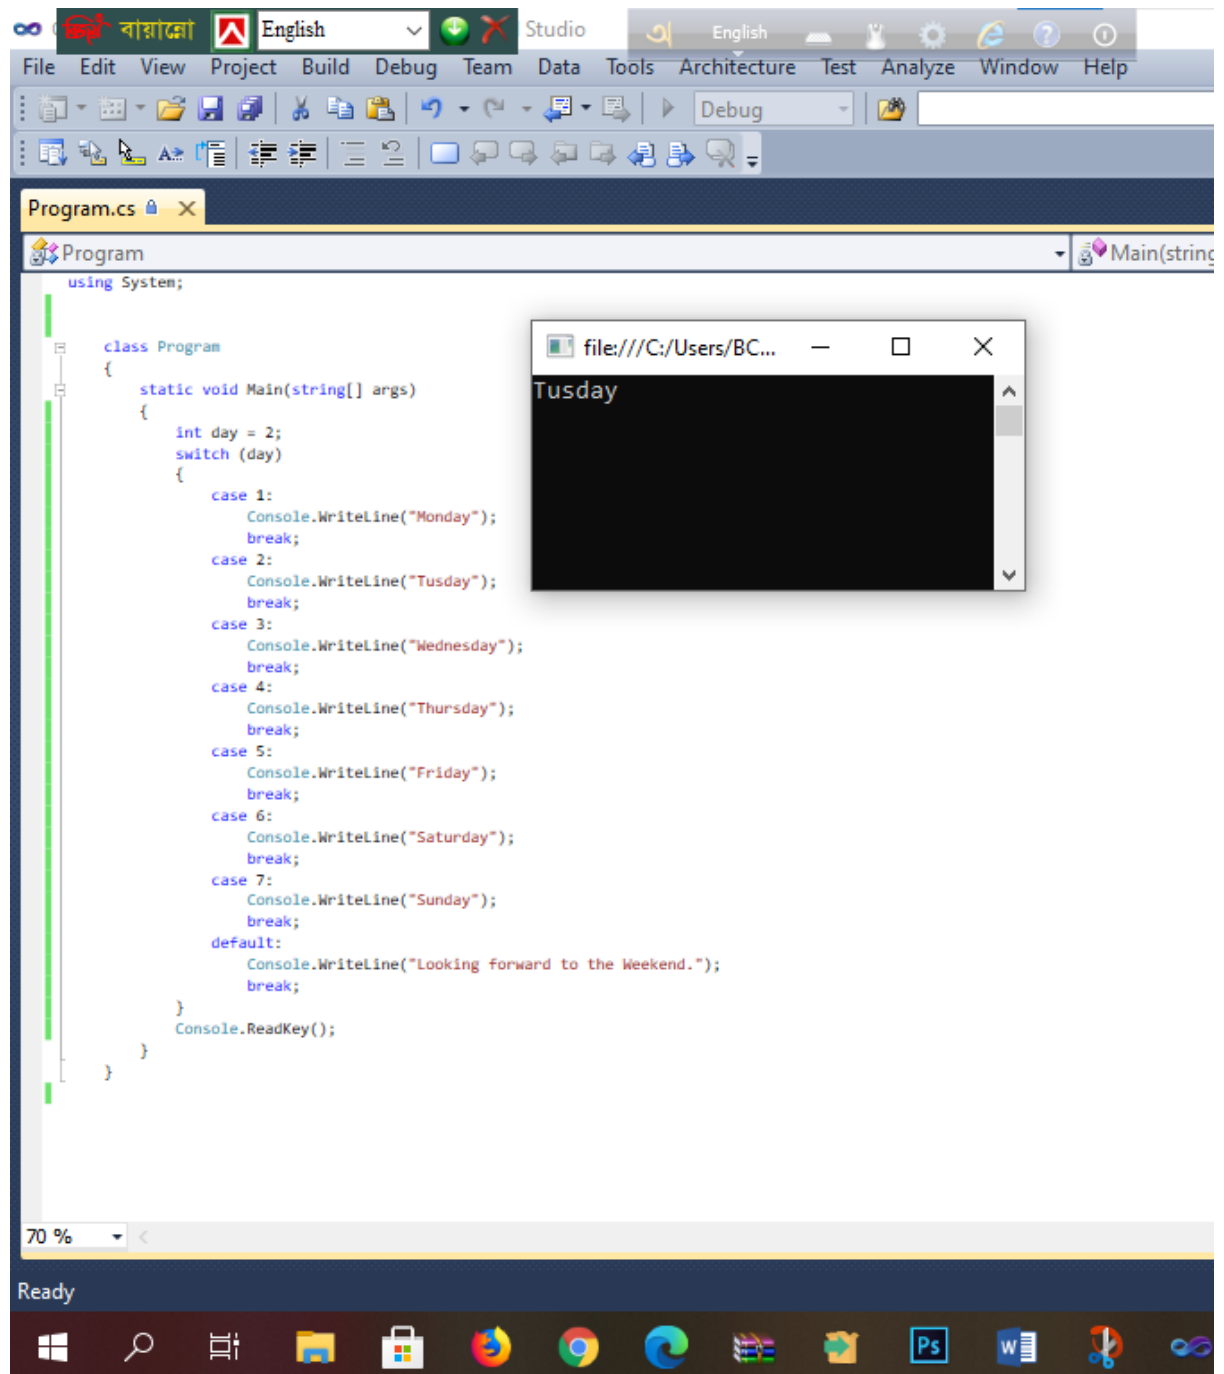 বায়ান্নো English Studio English
File Edit View Project Build Debug Team Data Tools Architecture Test Analyze Window Help
Debug
Program.cs
Program Main(string
using System;
class Program
{
static void Main(string[] args)
{
int day = 2;
switch (day)
{
case 1:
Console.WriteLine("Monday");
break;
case 2:
Console.WriteLine("Tusday");
break;
case 3:
Console.WriteLine("Wednesday");
break;
case 4:
Console.WriteLine("Thursday");
break;
case 5:
Console.WriteLine("Friday");
break;
case 6:
Console.WriteLine("Saturday");
break;
case 7:
Console.WriteLine("Sunday");
break;
default:
Console.WriteLine("Looking forward to the Weekend.");
break;
}
Console.ReadKey();
}
}
file:///C:/Users/BC...
Tusday
70 %
Ready
Ps W